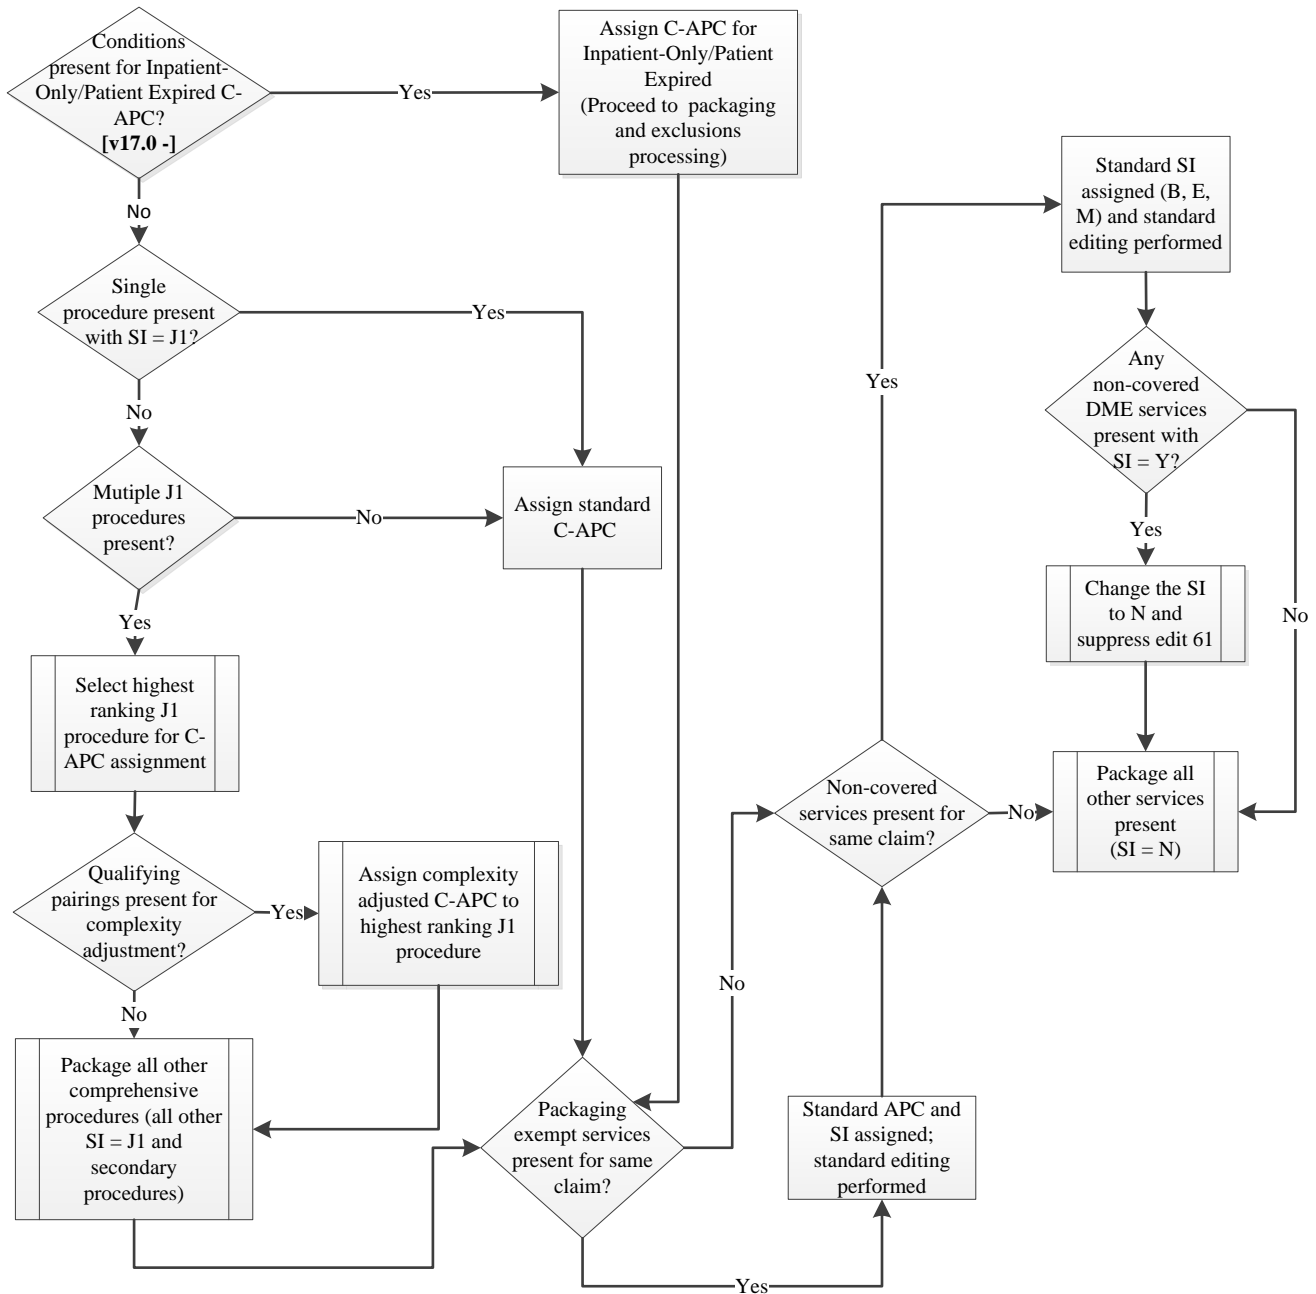 Conditions
present for Inpatient-
Only/Patient Expired C-
APC?
[v17.0 -]
Yes
Assign C-APC for
Inpatient-Only/Patient
Expired
(Proceed to  packaging
and exclusions
processing)
No
Single
procedure present
with SI = J1?
Yes
No
Mutiple J1
procedures
present?
No
Assign standard
C-APC
Yes
Select highest
ranking J1
procedure for C-
APC assignment
Qualifying
pairings present for
complexity
adjustment?
Yes
Assign complexity
adjusted C-APC to
highest ranking J1
procedure
No
Package all other
comprehensive
procedures (all other
SI = J1 and
secondary
procedures)
Packaging
exempt services
present for same
claim?
No
Yes
Standard APC and
SI assigned;
standard editing
performed
Non-covered
services present for
same claim?
Yes
No
Standard SI
assigned (B, E,
M) and standard
editing performed
Any
non-covered
DME services
present with
SI = Y?
Yes
No
Change the SI
to N and
suppress edit 61
Package all
other services
present
(SI = N)